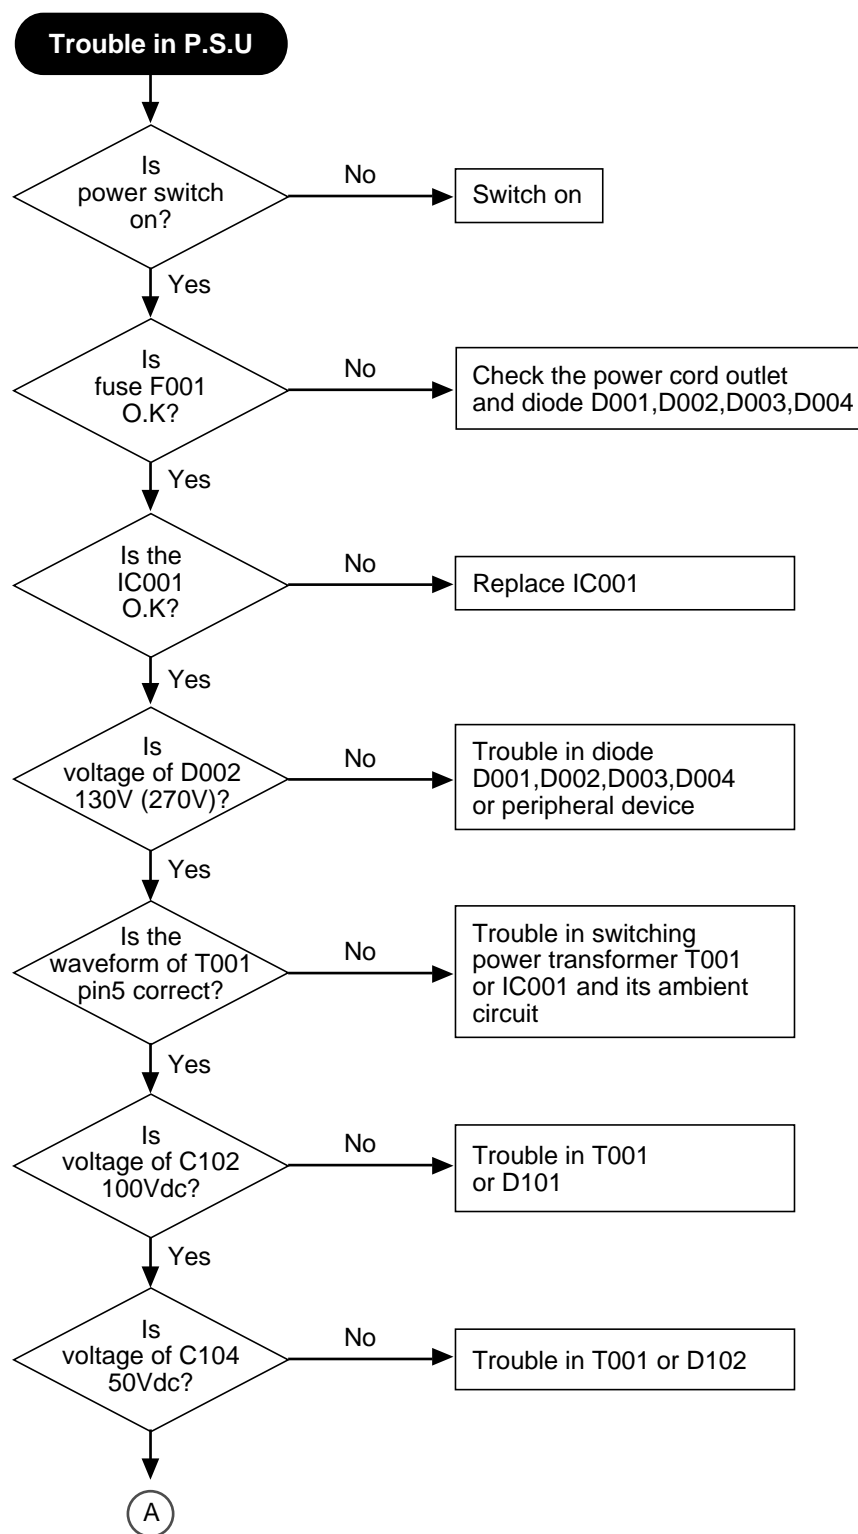 Trouble in P.S.U
Is
power switch
on?
No
Switch on
Yes
Is
fuse F001
O.K?
No
Check the power cord outlet
and diode D001,D002,D003,D004
Yes
Is the
IC001
O.K?
No
Replace IC001
Yes
Is
voltage of D002
130V (270V)?
No
Trouble in diode
D001,D002,D003,D004
or peripheral device
Yes
Is the
waveform of T001
pin5 correct?
No
Trouble in switching
power transformer T001
or IC001 and its ambient
circuit
Yes
Is
voltage of C102
100Vdc?
No
Trouble in T001
or D101
Yes
Is
voltage of C104
50Vdc?
No
Trouble in T001 or D102
A